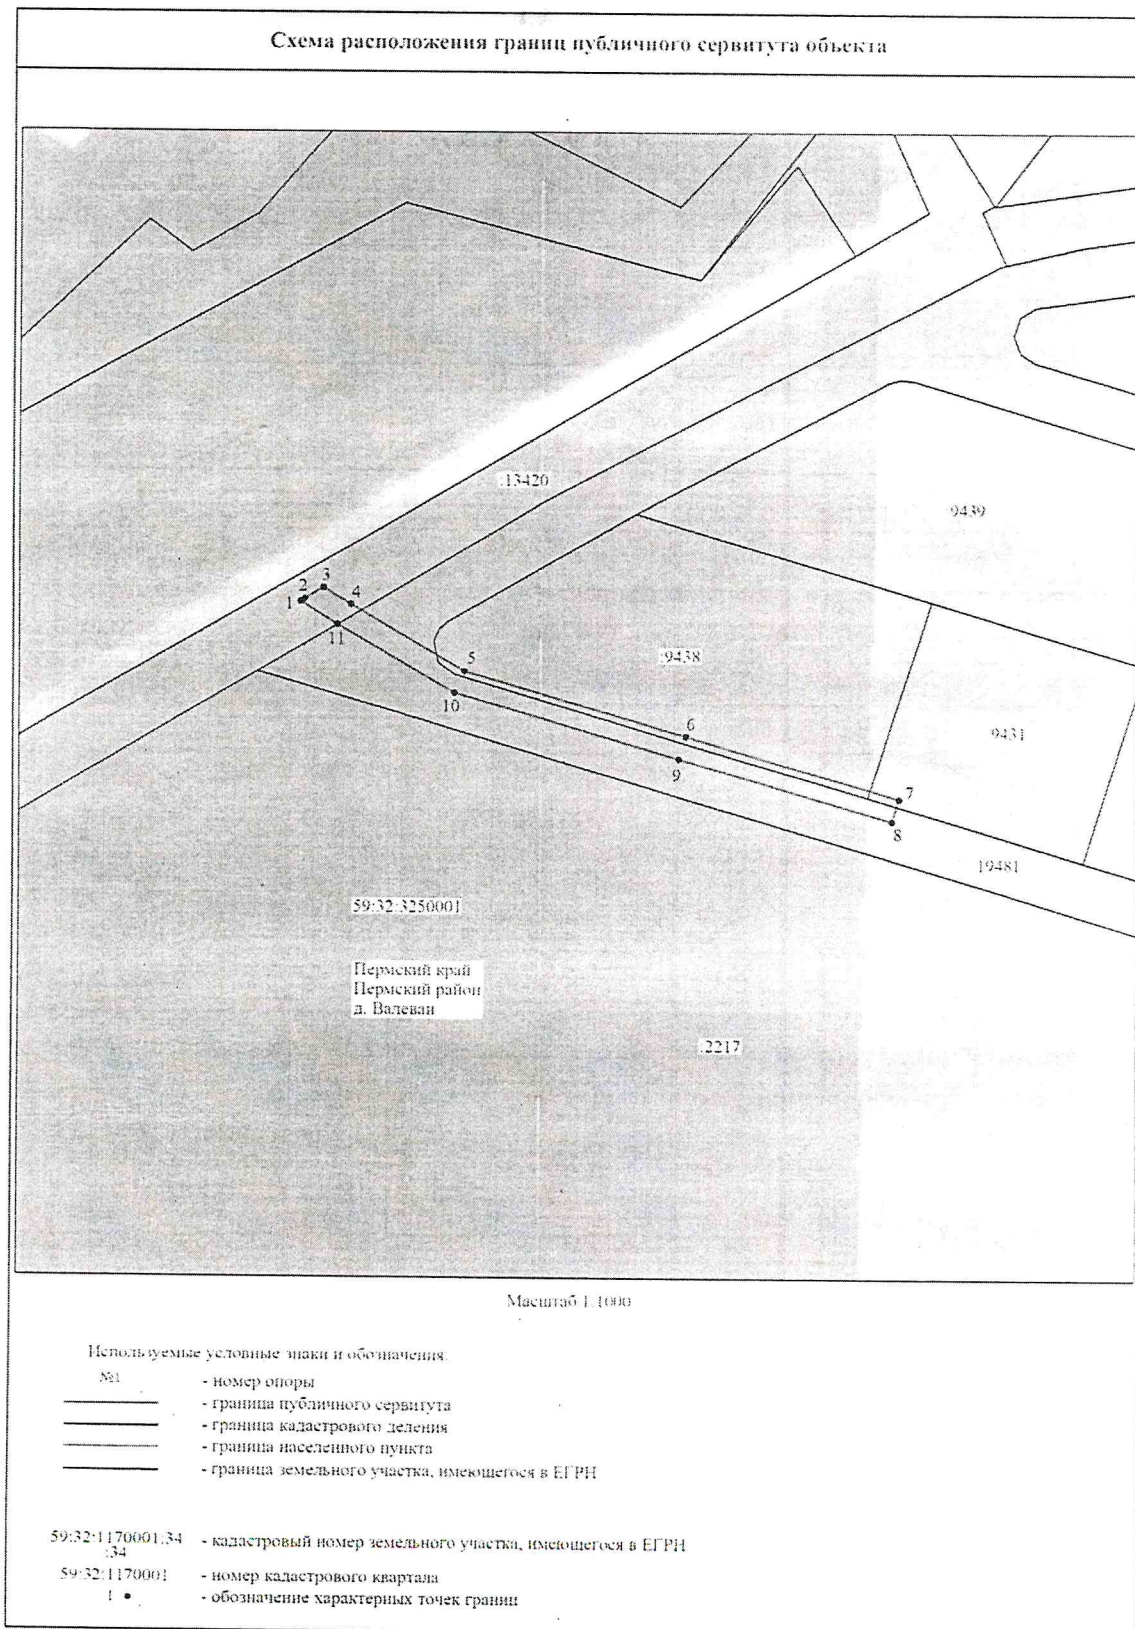 Схема расположения границ публичного сервитута объекта
:13420
9439
3
2
1
4
11
5
:9438
10
6
9431
9
7
8
19481
59:32:3250001
Пермский край
Пермский район
д. Валеван
:2217
Масштаб 1:1000
Используемые условные знаки и обозначения:
№1 - номер опоры
- граница публичного сервитута
- граница кадастрового деления
- граница населенного пункта
- граница земельного участка, имеющегося в ЕГРН
59:32:1170001:34 - кадастровый номер земельного участка, имеющегося в ЕГРН
:34
59:32:1170001 - номер кадастрового квартала
1 • - обозначение характерных точек границ